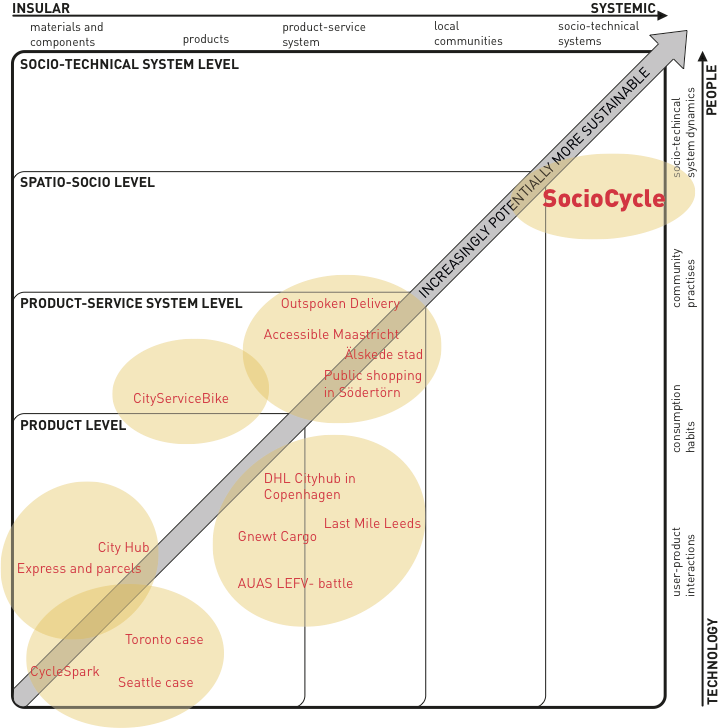 INSULAR
SYSTEMIC
materials and
components
products
product-service
system
local
communities
socio-technical
systems
SOCIO-TECHNICAL SYSTEM LEVEL
SPATIO-SOCIO LEVEL
PRODUCT-SERVICE SYSTEM LEVEL
PRODUCT LEVEL
INCREASINGLY POTENTIALLY MORE SUSTAINABLE
SocioCycle
Outspoken Delivery
Accessible Maastricht
Älskede stad
Public shopping
in Södertörn
CityServiceBike
DHL Cityhub in
Copenhagen
Last Mile Leeds
Gnewt Cargo
AUAS LEFV- battle
City Hub
Express and parcels
Toronto case
CycleSpark
Seattle case
PEOPLE
socio-techincal
system dynamics
community
practises
consumption
habits
user-product
interactions
TECHNOLOGY